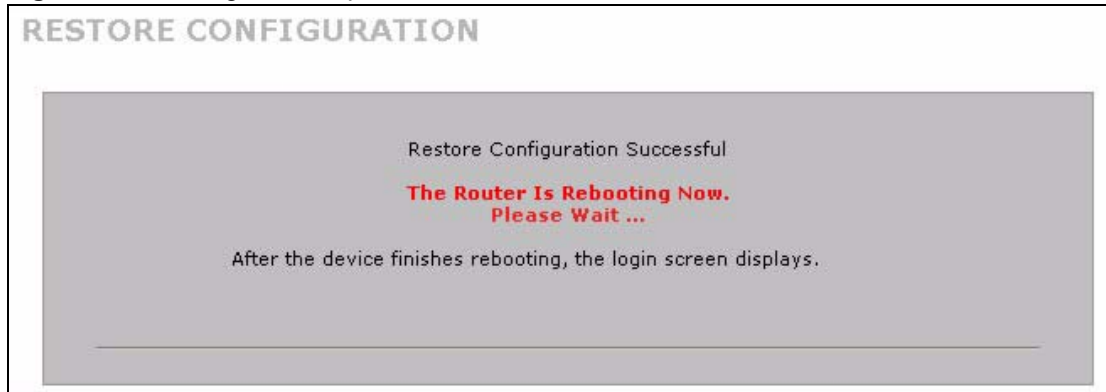 RESTORE CONFIGURATION
Restore Configuration Successful
The Router Is Rebooting Now.
Please Wait ...
After the device finishes rebooting, the login screen displays.